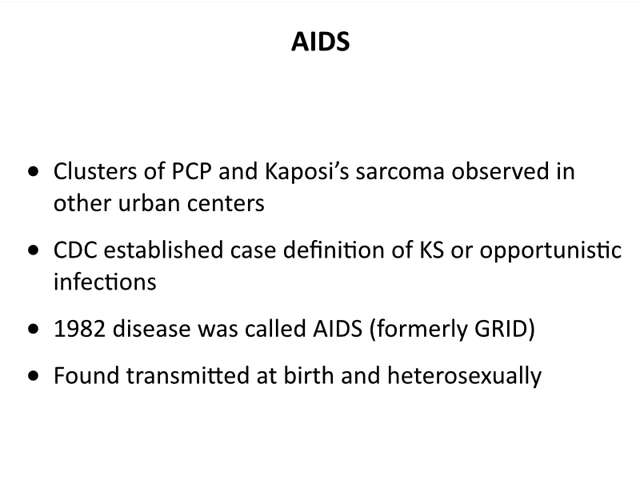 AIDS
• Clusters of PCP and Kaposi’s sarcoma observed in
other urban centers
• CDC established case definition of KS or opportunistic
infections
• 1982 disease was called AIDS (formerly GRID)
• Found transmitted at birth and heterosexually